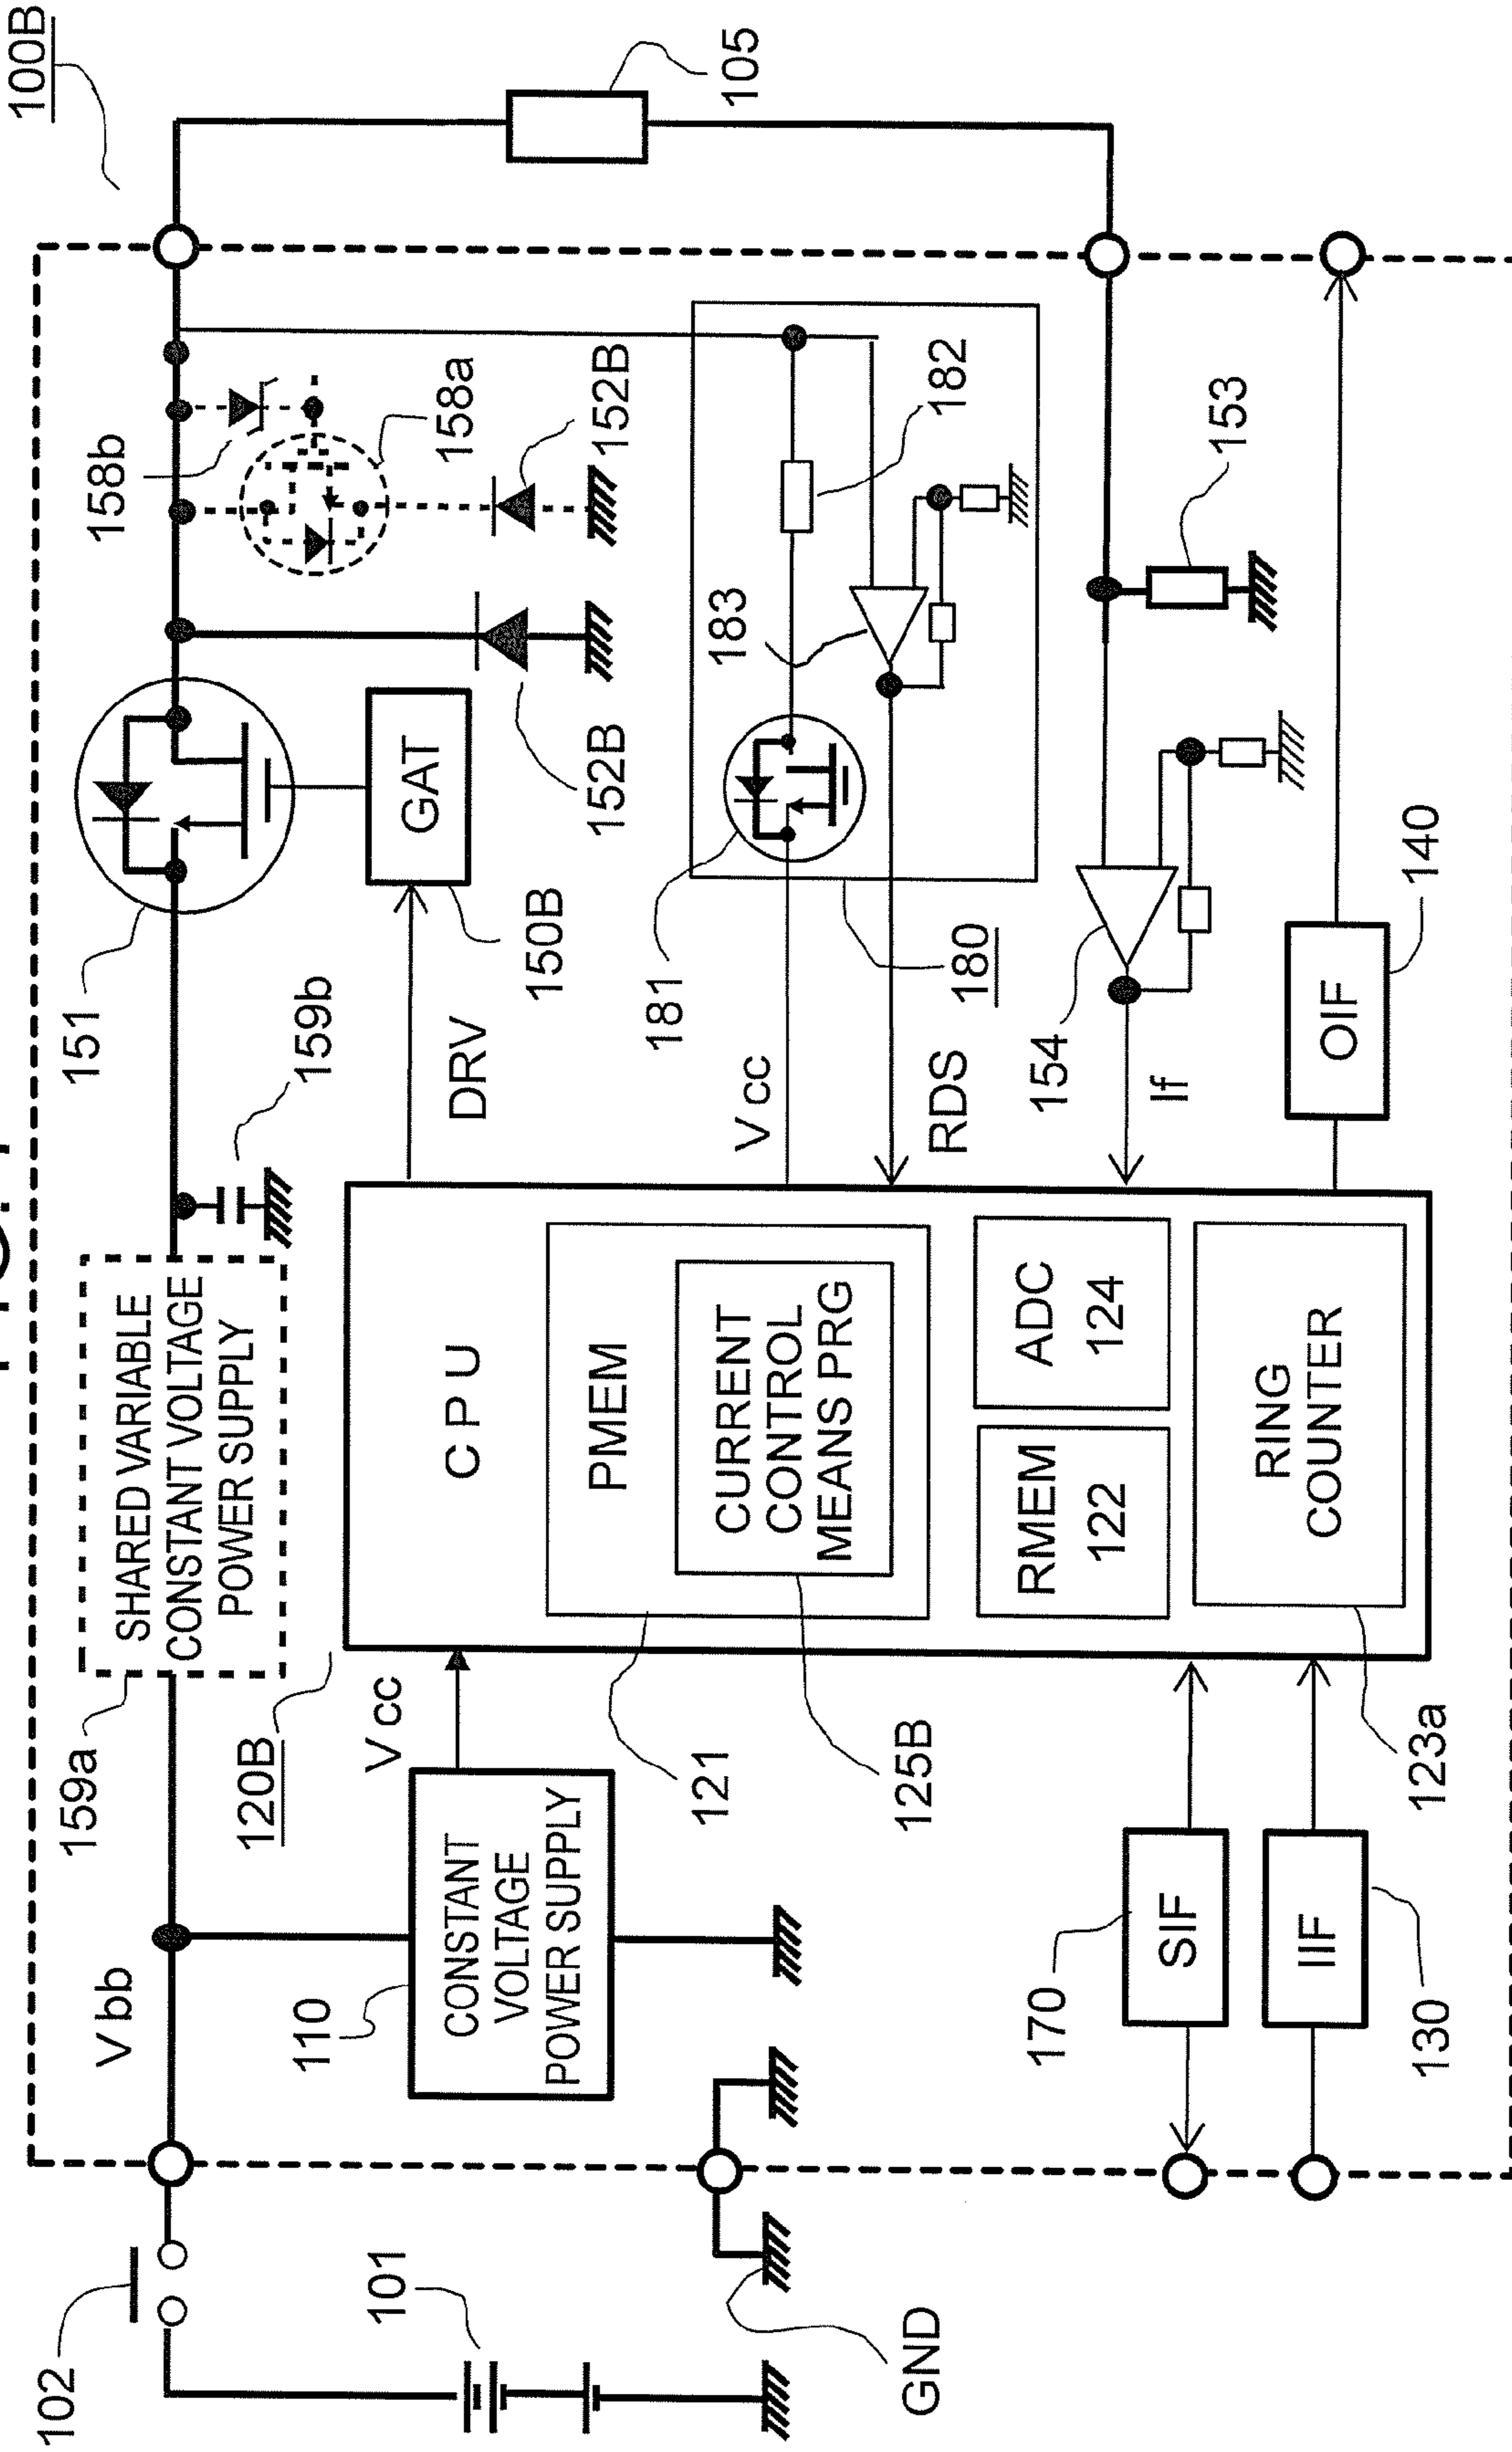 100B
102
Vbb
159a
SHARED VARIABLE
CONSTANT VOLTAGE
POWER SUPPLY
159b
151
158b
158a
152B
152B
105
101
110
CONSTANT
VOLTAGE
POWER SUPPLY
Vcc
120B
CPU
PMEM
CURRENT
CONTROL
MEANS PRG
121
125B
RMEM
122
ADC
124
RING
COUNTER
123a
DRV
GAT
150B
181
182
183
180
Vcc
RDS
154
If
153
OIF
140
GND
170
SIF
IIF
130